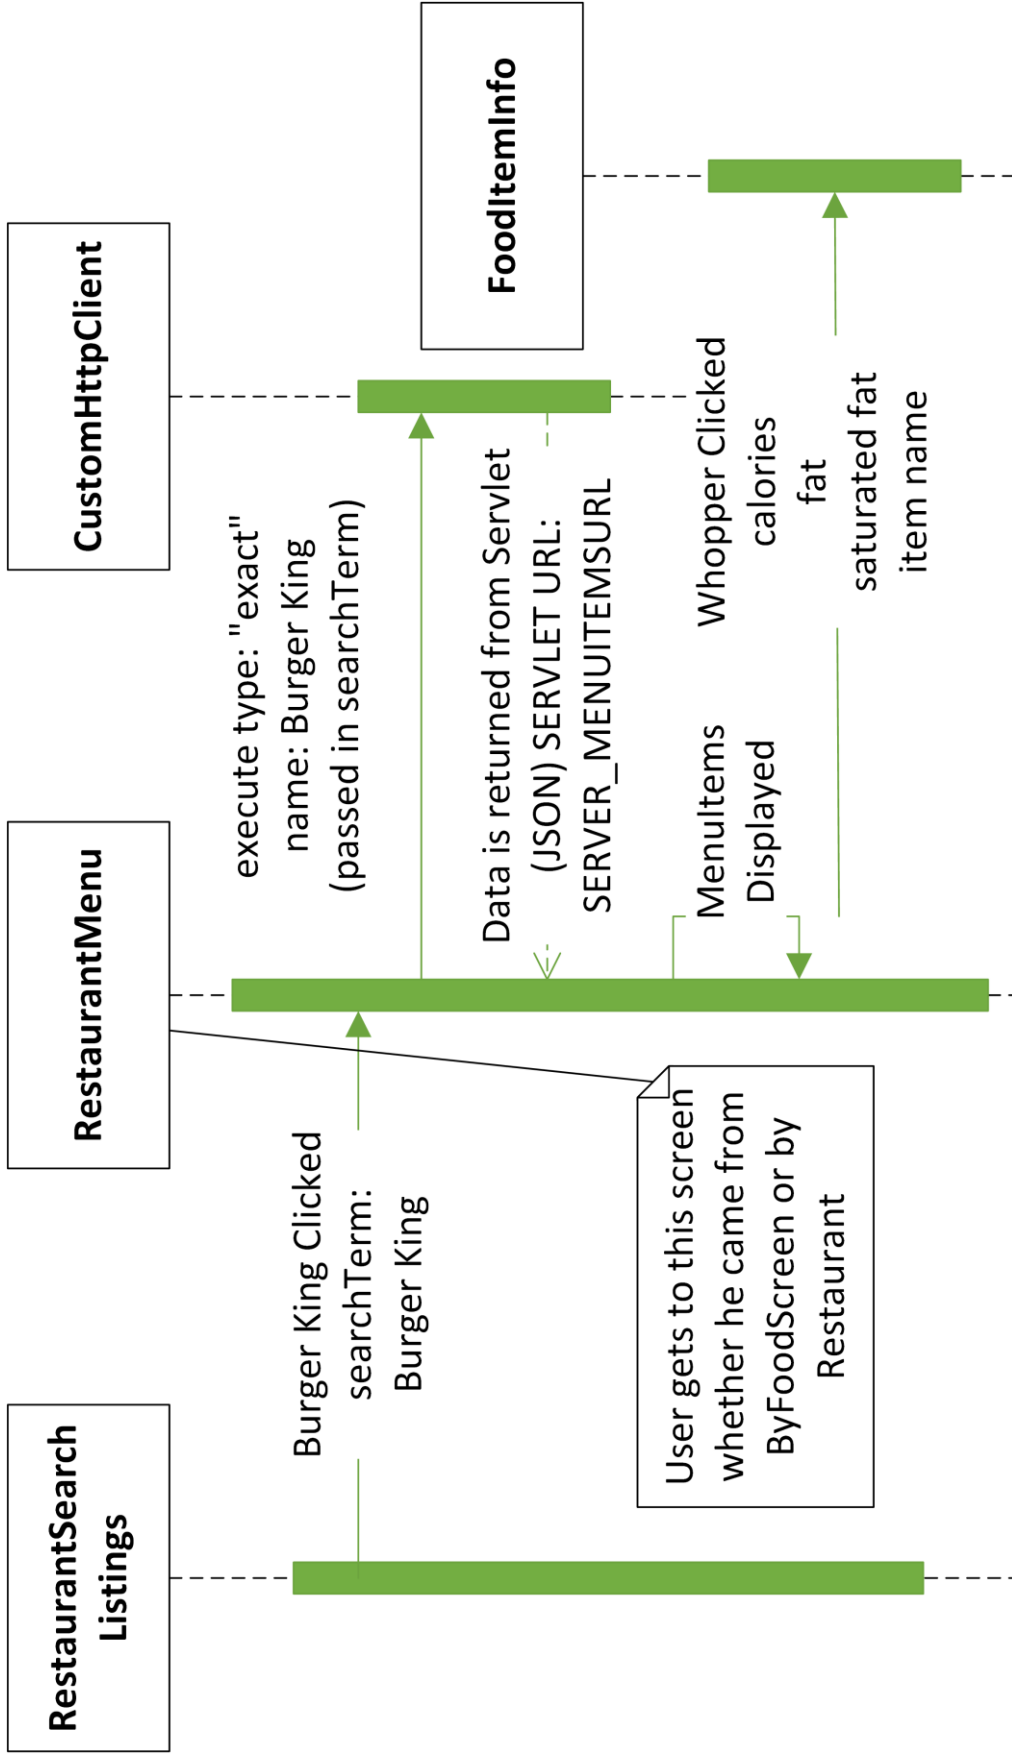 RestaurantSearch
Listings
RestaurantMenu
CustomHttpClient
FoodItemInfo
Burger King Clicked
searchTerm:
Burger King
execute type: "exact"
name: Burger King
(passed in searchTerm)
Data is returned from Servlet
(JSON) SERVLET URL:
SERVER_MENUITEMSURL
MenuItems
Displayed
Whopper Clicked
calories
fat
saturated fat
item name
User gets to this screen
whether he came from
ByFoodScreen or by
Restaurant